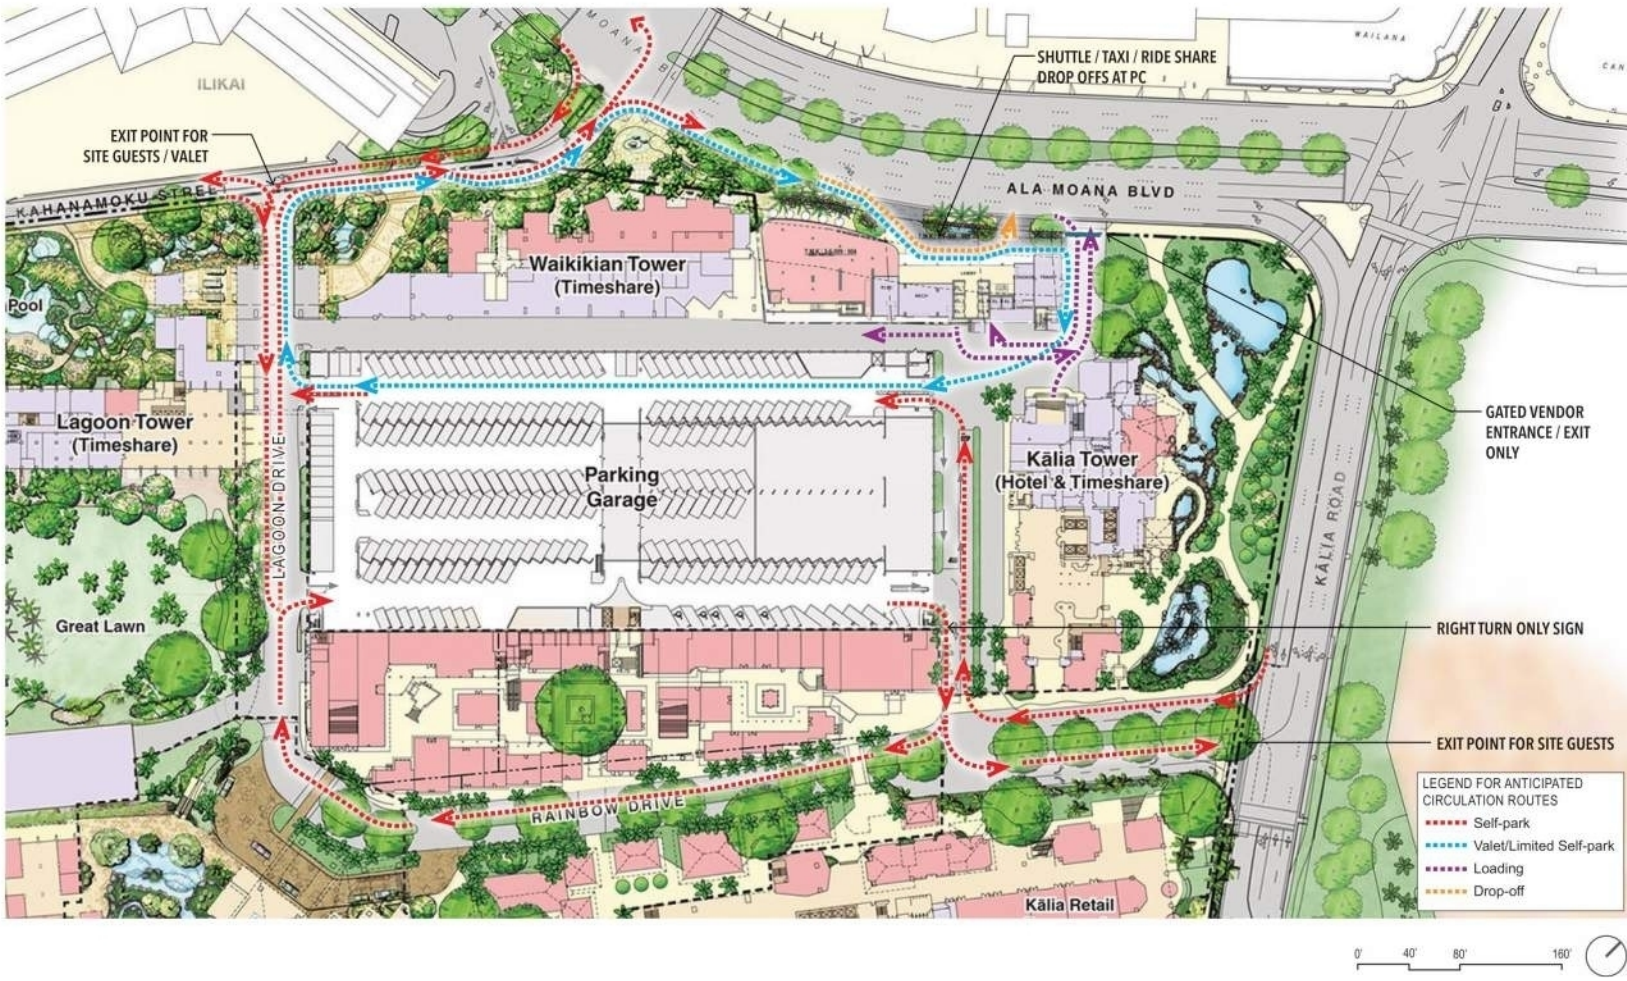 MOANA
BLVD
WAILANA
ILIKAI
SHUTTLE / TAXI / RIDE SHARE
DROP OFFS AT PC
EXIT POINT FOR
SITE GUESTS / VALET
KAHANAMOKU STREET
ALA MOANA BLVD
Waikikian Tower
(Timeshare)
LOBBY
Pool
Lagoon Tower
(Timeshare)
LAGOON DRIVE
Parking
Garage
Kālia Tower
(Hotel & Timeshare)
GATED VENDOR
ENTRANCE / EXIT
ONLY
KĀLIA ROAD
Great Lawn
RIGHT TURN ONLY SIGN
EXIT POINT FOR SITE GUESTS
RAINBOW DRIVE
Kālia Retail
LEGEND FOR ANTICIPATED
CIRCULATION ROUTES
Self-park
Valet/Limited Self-park
Loading
Drop-off
0' 40' 80' 160'